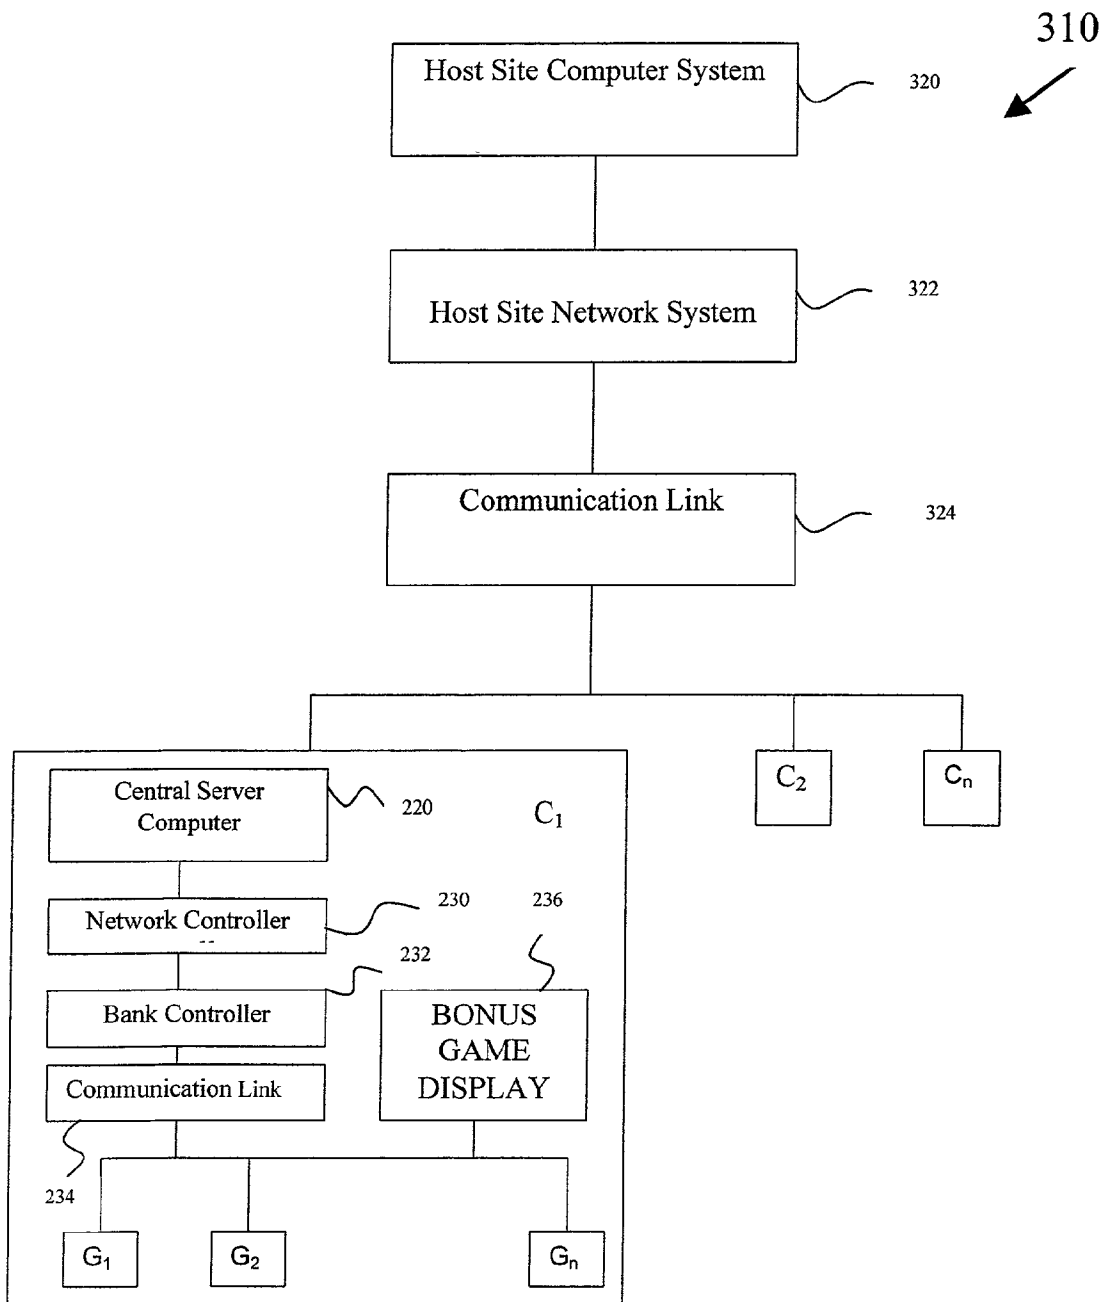 310
Host Site Computer System
320
Host Site Network System
322
Communication Link
324
Central Server
Computer
220
C₁
C₂
Cₙ
Network Controller
230
236
232
Bank Controller
BONUS
GAME
DISPLAY
Communication Link
234
G₁
G₂
Gₙ